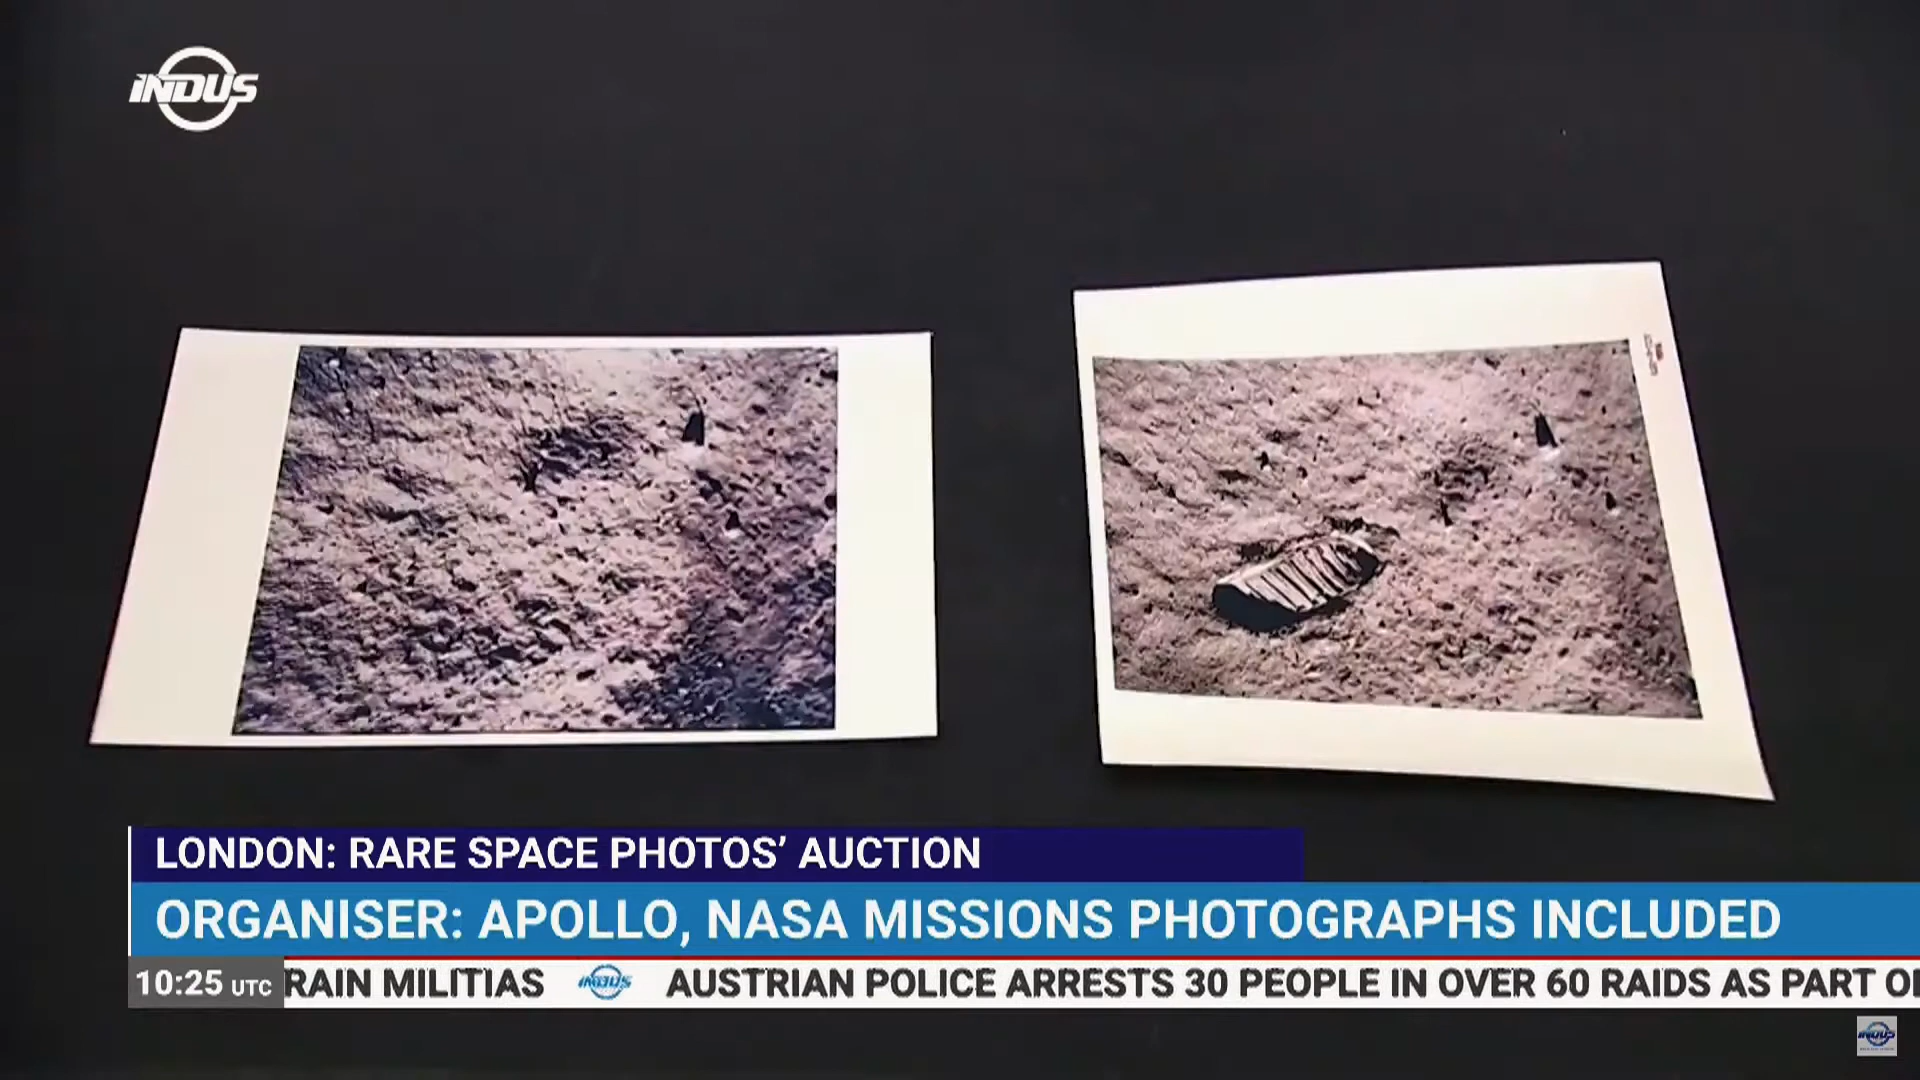 INDUS
LONDON: RARE SPACE PHOTOS’ AUCTION
ORGANISER: APOLLO, NASA MISSIONS PHOTOGRAPHS INCLUDED
10:25 UTC RAIN MILITIAS INDUS AUSTRIAN POLICE ARRESTS 30 PEOPLE IN OVER 60 RAIDS AS PART
INDUS